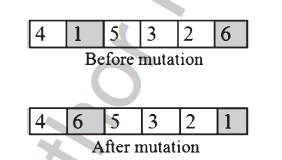 4 1 5 3 2 6
Before mutation
4 6 5 3 2 1
After mutation